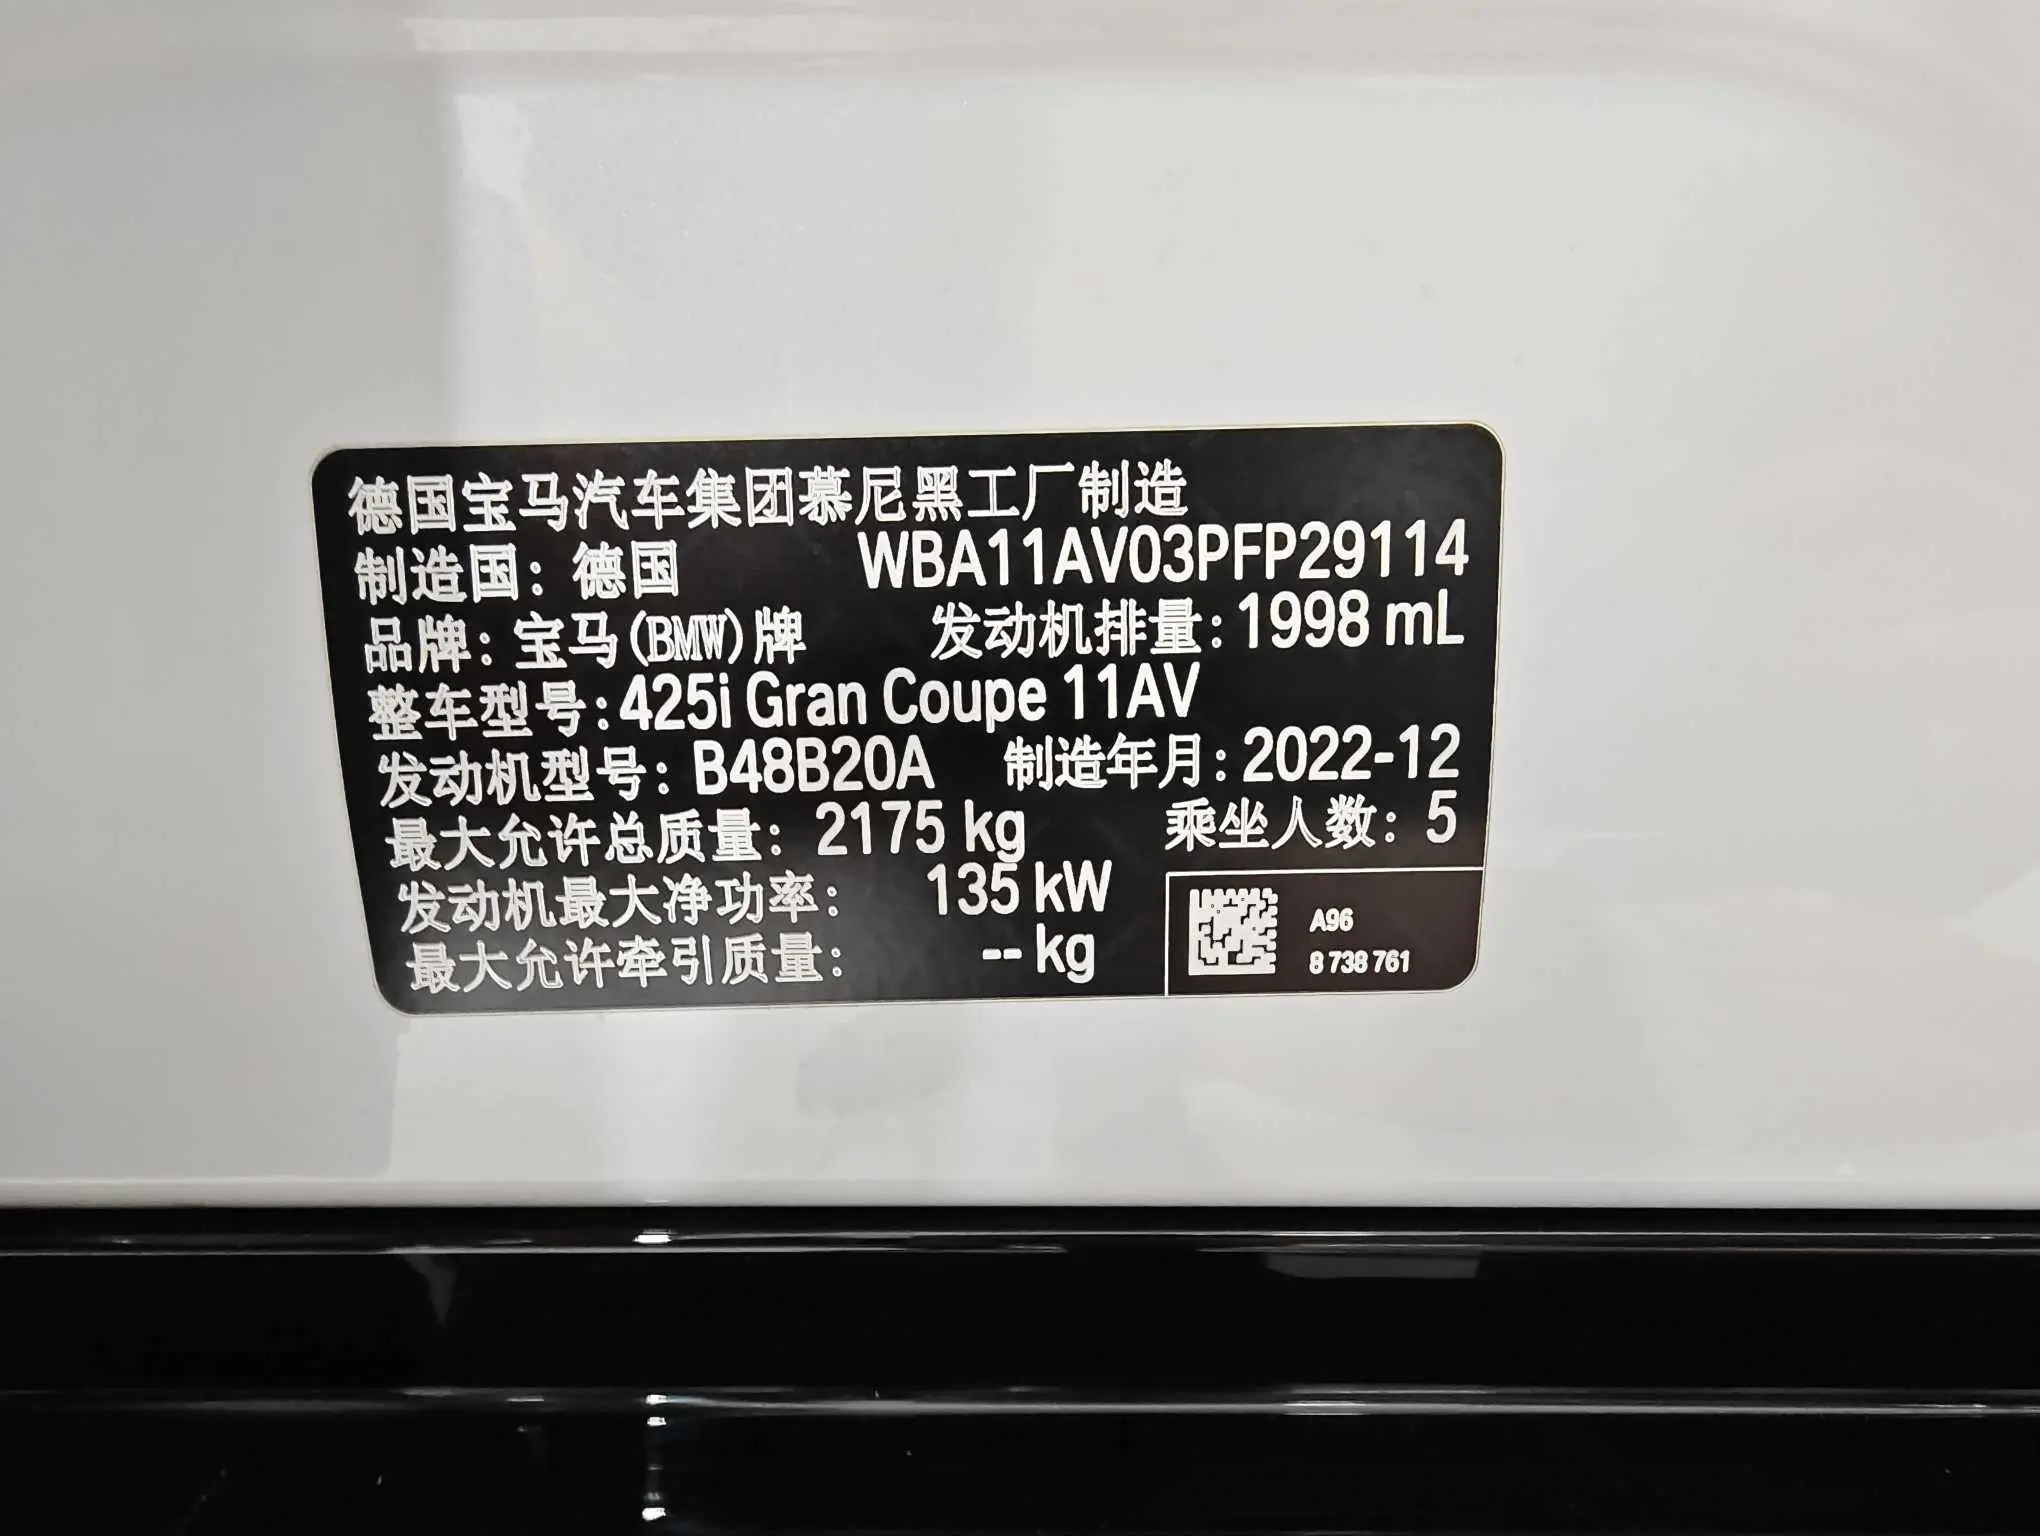 德国宝马汽车集团慕尼黑工厂制造
制造国：德国 WBA11AV03PFP29114
品牌：宝马(BMW)牌 发动机排量：1998 mL
整车型号：425i Gran Coupe 11AV
发动机型号：B48B20A 制造年月：2022-12
最大允许总质量：2175 kg 乘坐人数：5
发动机最大净功率：135 kW
最大允许牵引质量：-- kg
A96
8 738 761